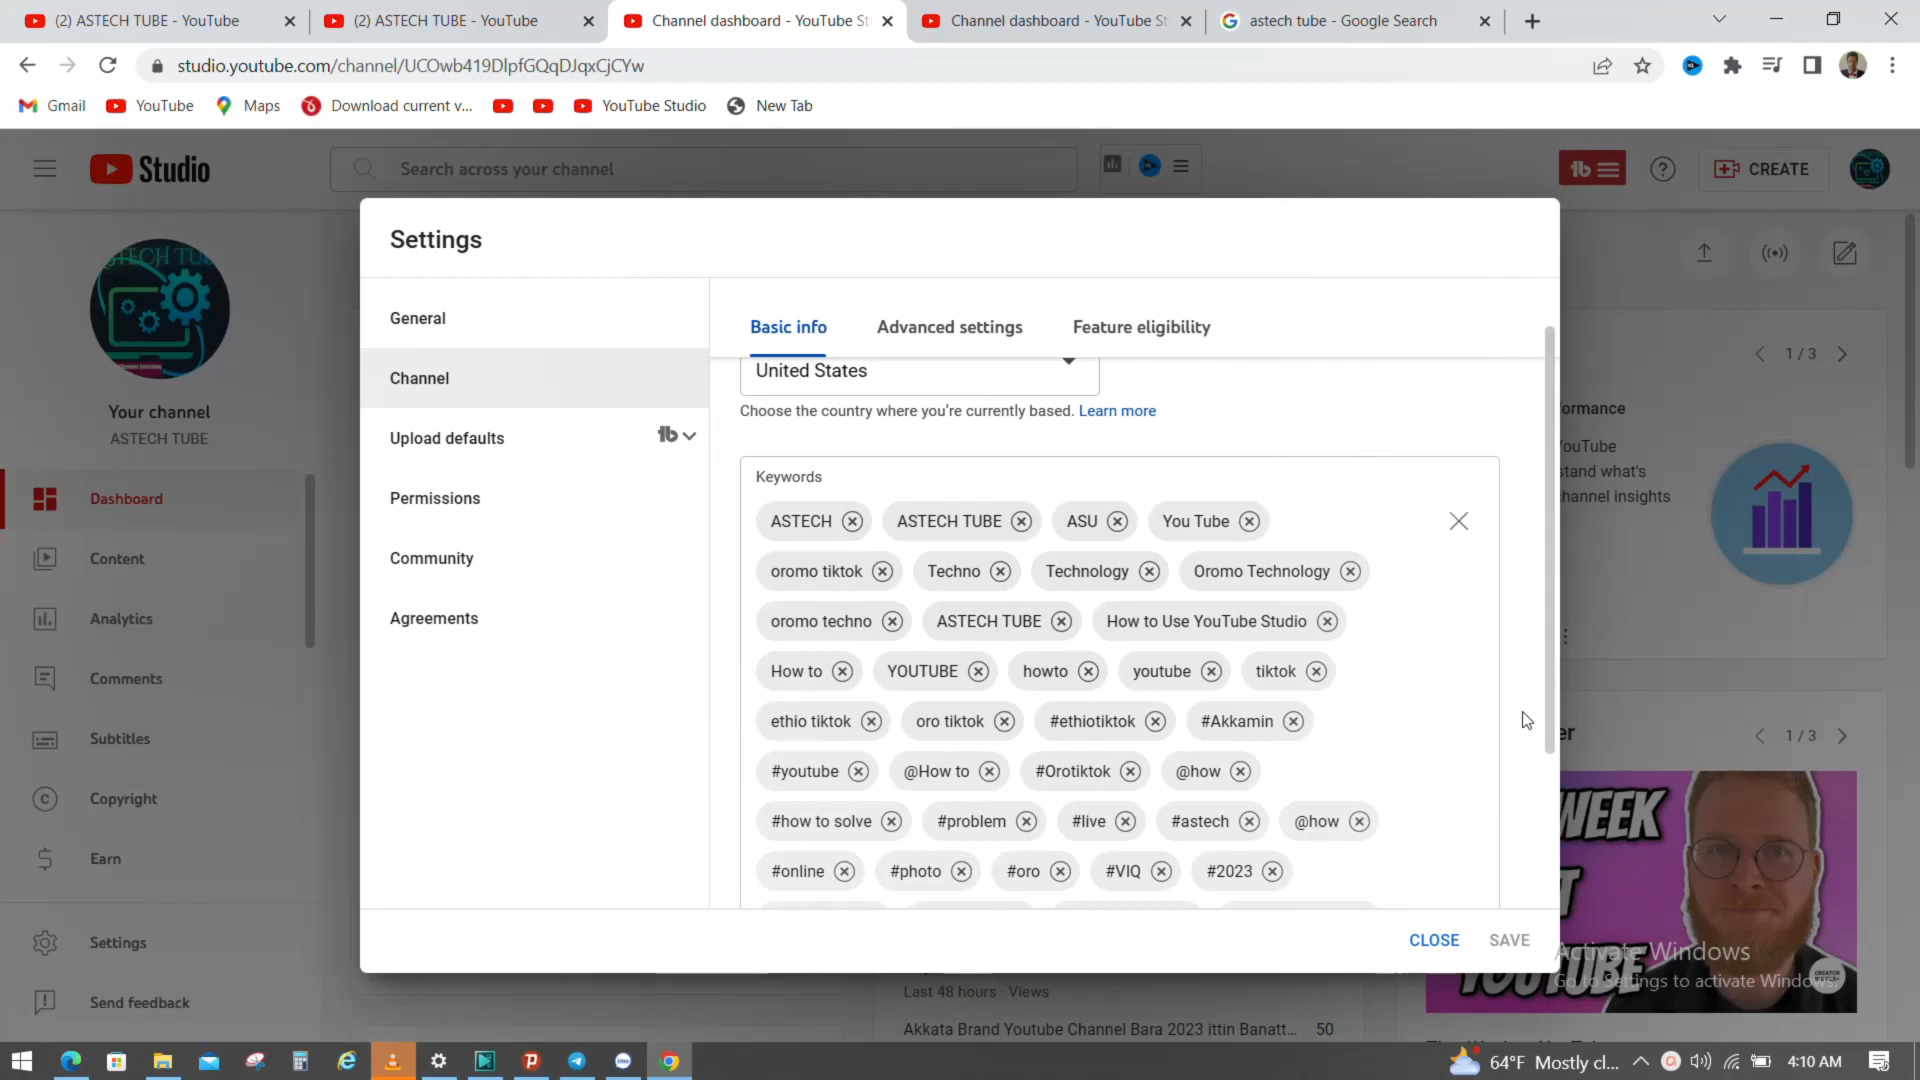 (2) ASTECH TUBE - YouTube
(2) ASTECH TUBE - YouTube
Channel dashboard - YouTube St
Channel dashboard - YouTube St
astech tube - Google Search
studio.youtube.com/channel/UCOwb419DlpfGQqDJqxCjCYw
Gmail
YouTube
Maps
Download current v...
YouTube Studio
New Tab
Studio
Search across your channel
CREATE
Settings
General
Basic info
Advanced settings
Feature eligibility
Channel
United States
Choose the country where you're currently based. Learn more
Upload defaults
Permissions
Community
Agreements
Keywords
ASTECH
ASTECH TUBE
ASU
You Tube
oromo tiktok
Techno
Technology
Oromo Technology
oromo techno
ASTECH TUBE
How to Use YouTube Studio
How to
YOUTUBE
howto
youtube
tiktok
ethio tiktok
oro tiktok
#ethiotiktok
#Akkamin
#youtube
@How to
#Orotiktok
@how
#how to solve
#problem
#live
#astech
@how
#online
#photo
#oro
#VIQ
#2023
CLOSE
SAVE
Your channel
ASTECH TUBE
Dashboard
Content
Analytics
Comments
Subtitles
Copyright
Earn
Settings
Send feedback
1 / 3
ormance
YouTube
stand what's
hannel insights
er
1 / 3
WEEK
YOUTUBE
Activate Windows
Go to Settings to activate Windows.
Last 48 hours · Views
Akkata Brand Youtube Channel Bara 2023 ittin Banatt...
50
64°F
Mostly cl...
4:10 AM